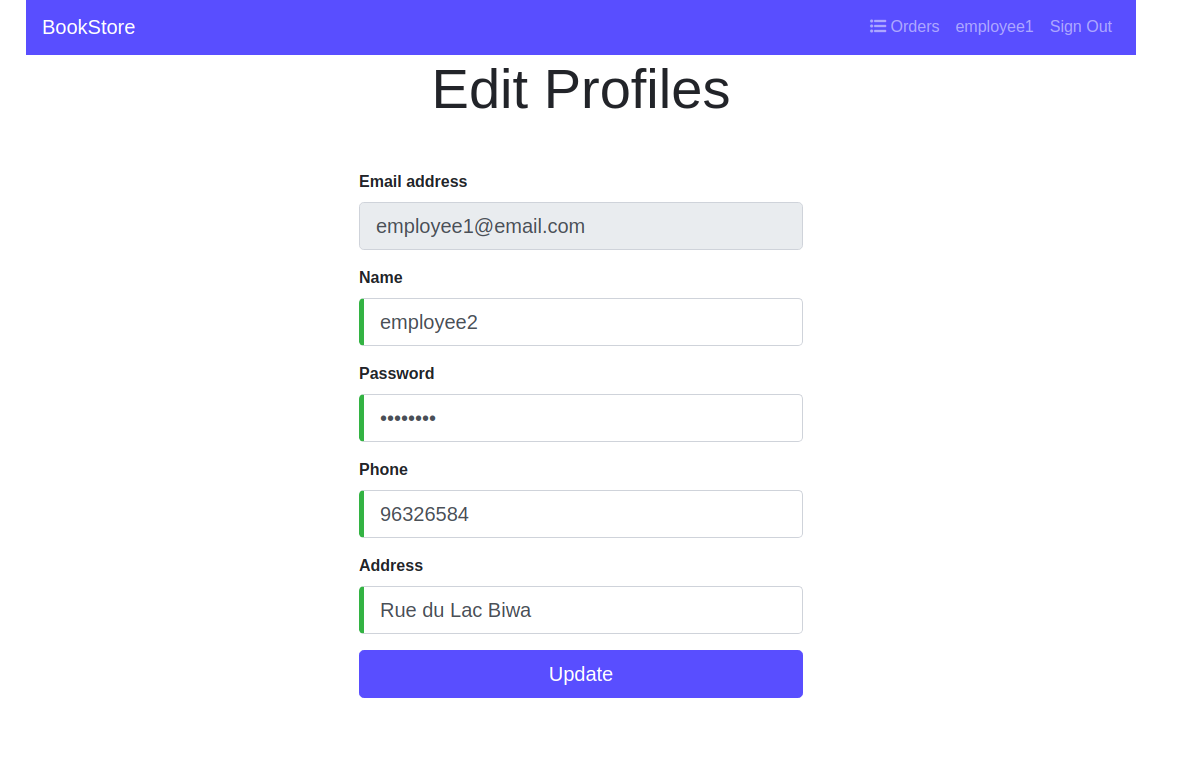 BookStore Orders employee1 Sign Out
Edit Profiles
Email address
employee1@email.com
Name
employee2
Password
••••••••
Phone
96326584
Address
Rue du Lac Biwa
Update